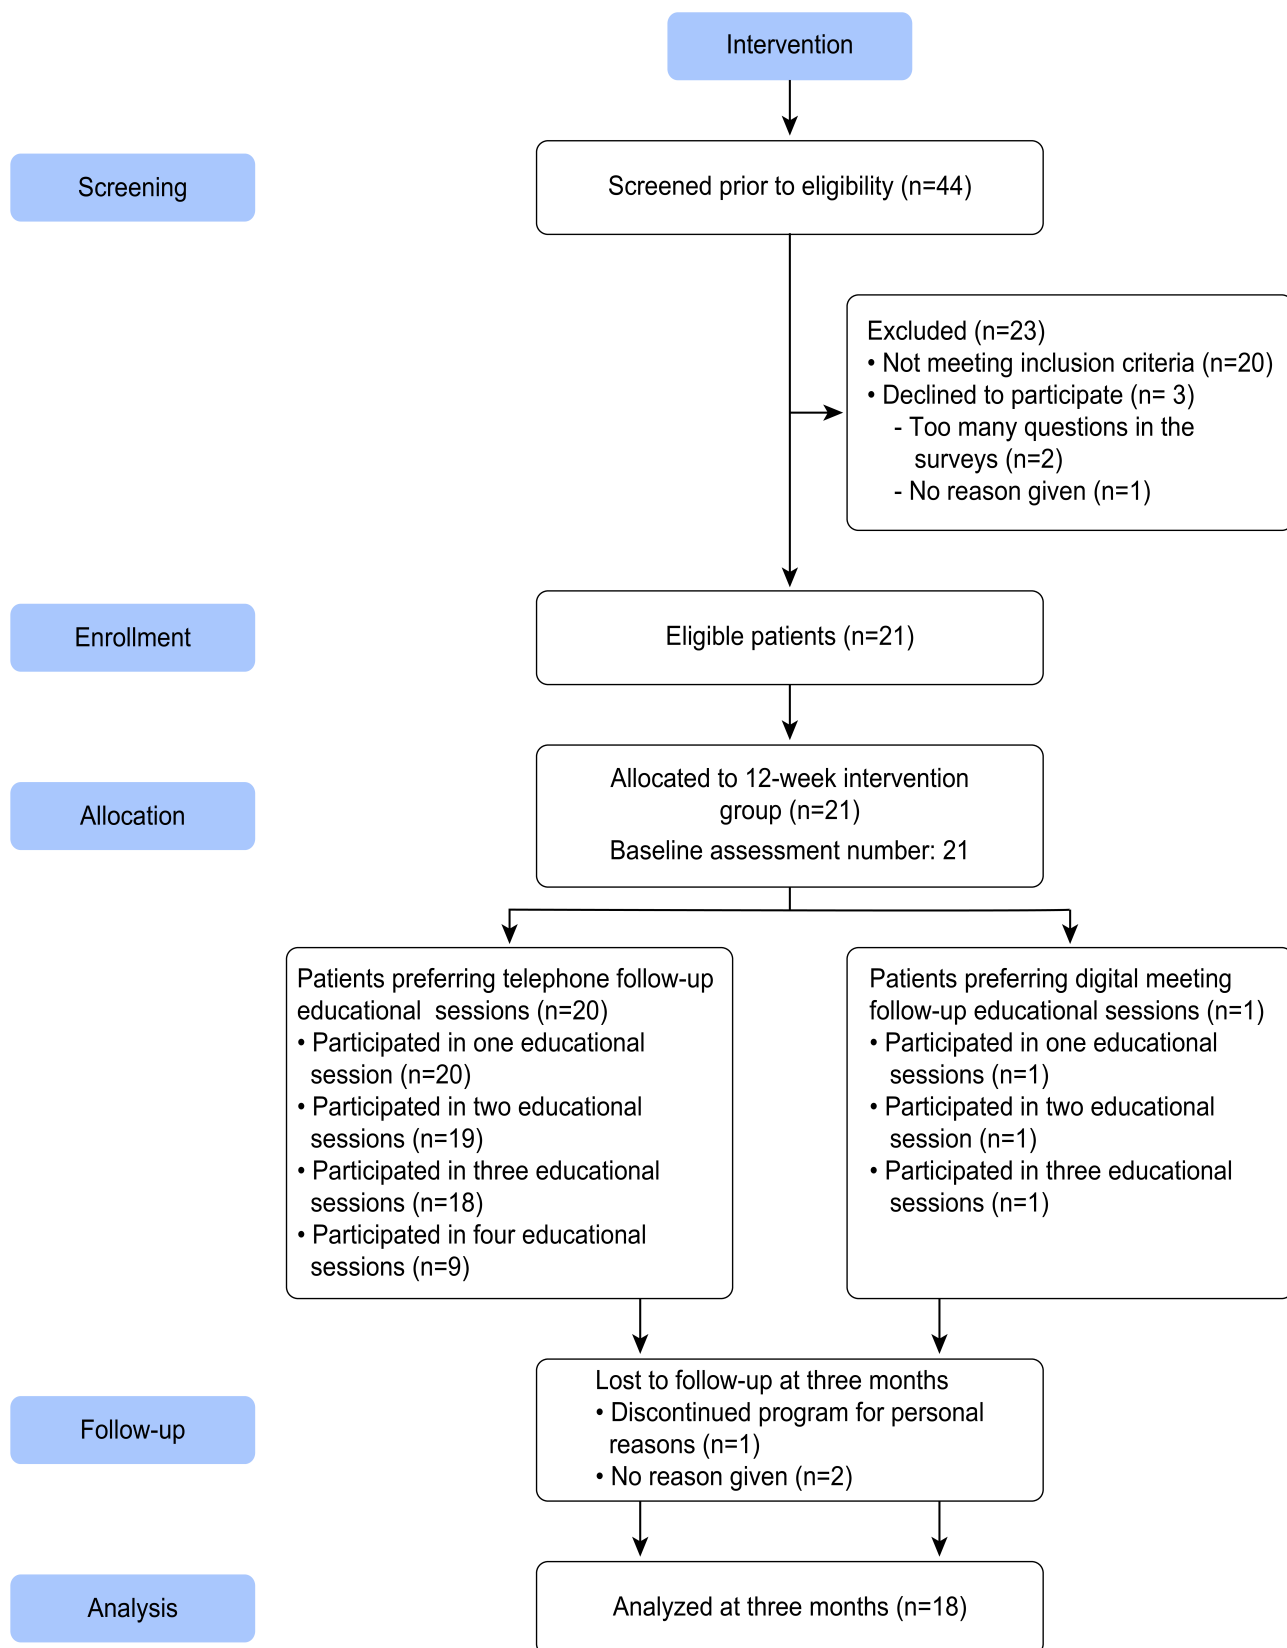 Intervention
Screening
Screened prior to eligibility (n=44)
Excluded (n=23)
• Not meeting inclusion criteria (n=20)
• Declined to participate (n= 3)
- Too many questions in the
surveys (n=2)
- No reason given (n=1)
Enrollment
Eligible patients (n=21)
Allocation
Allocated to 12-week intervention
group (n=21)
Baseline assessment number: 21
Patients preferring telephone follow-up
educational sessions (n=20)
• Participated in one educational
session (n=20)
• Participated in two educational
sessions (n=19)
• Participated in three educational
sessions (n=18)
• Participated in four educational
sessions (n=9)
Patients preferring digital meeting
follow-up educational sessions (n=1)
• Participated in one educational
sessions (n=1)
• Participated in two educational
session (n=1)
• Participated in three educational
sessions (n=1)
Follow-up
Lost to follow-up at three months
• Discontinued program for personal
reasons (n=1)
• No reason given (n=2)
Analysis
Analyzed at three months (n=18)